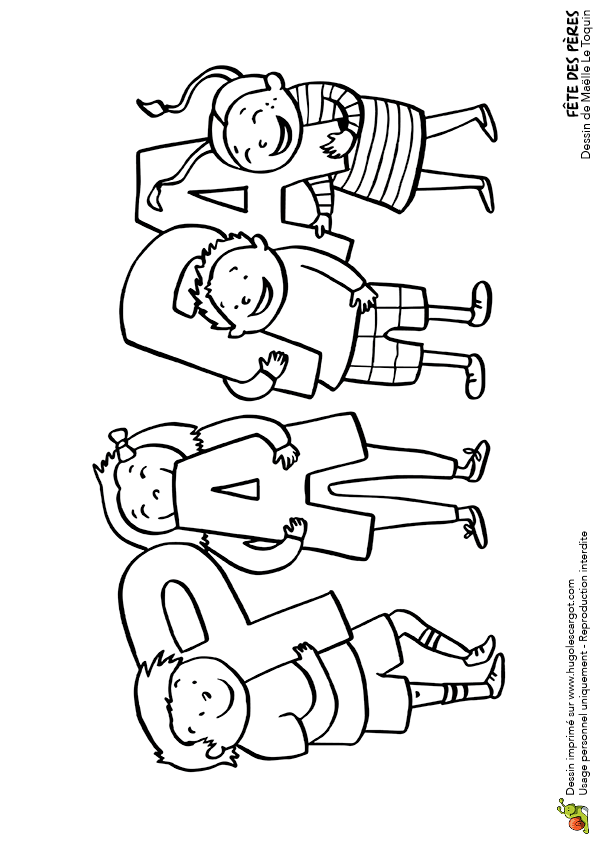 PAPA
FÊTE DES PÈRES
Dessin de Maëlle Le Toquin
Dessin imprimé sur www.hugolescargot.com
Usage personnel uniquement - Reproduction interdite